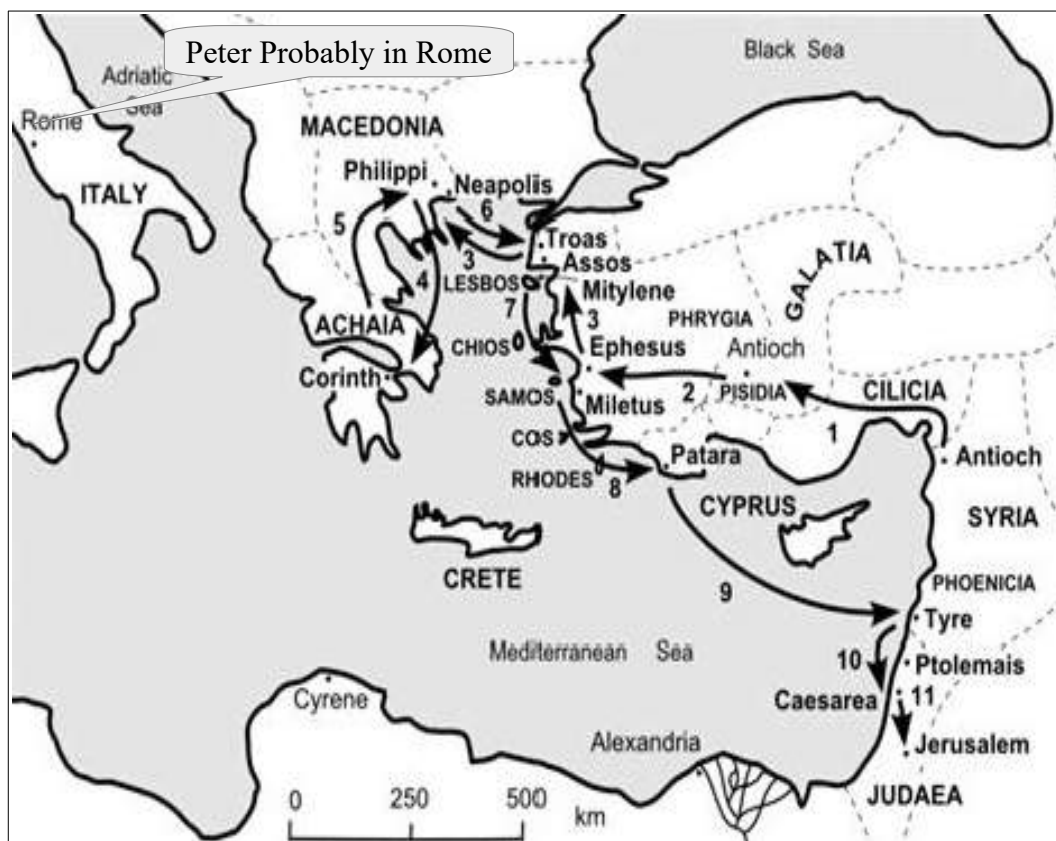 Peter Probably in Rome
Black Sea
Adriatic
Sea
Rome
MACEDONIA
Philippi
Neapolis
ITALY
5
6
Troas
3
Assos
4
LESBOS
Mitylene
GALATIA
7
3
PHRYGIA
ACHAIA
CHIOS
Ephesus
Antioch
Corinth
2
PISIDIA
CILICIA
SAMOS
Miletus
1
COS
Patara
Antioch
RHODES
8
CYPRUS
SYRIA
CRETE
9
PHOENICIA
Tyre
Mediterranean Sea
10
Ptolemais
Cyrene
Caesarea
11
Alexandria
Jerusalem
JUDAEA
0 250 500
km